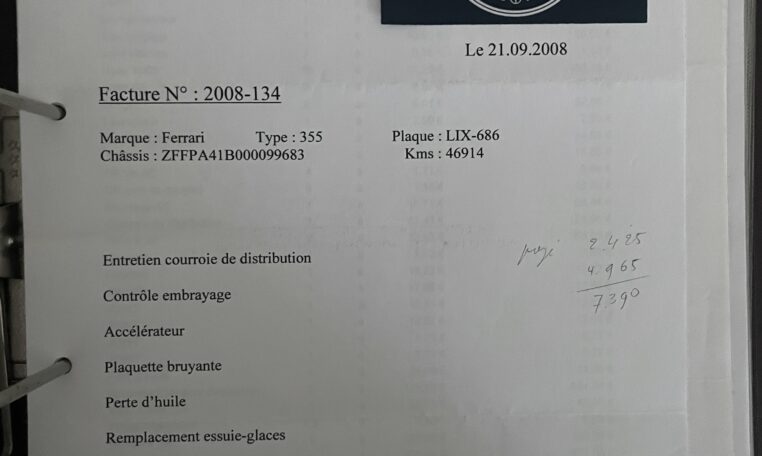 Le 21.09.2008
Facture N° : 2008-134
Marque : Ferrari Type : 355 Plaque : LIX-686
Châssis : ZFFPA41B000099683 Kms : 46914
Entretien courroie de distribution
2.425
4.965
7.390
Contrôle embrayage
Accélérateur
Plaquette bruyante
Perte d’huile
Remplacement essuie-glaces